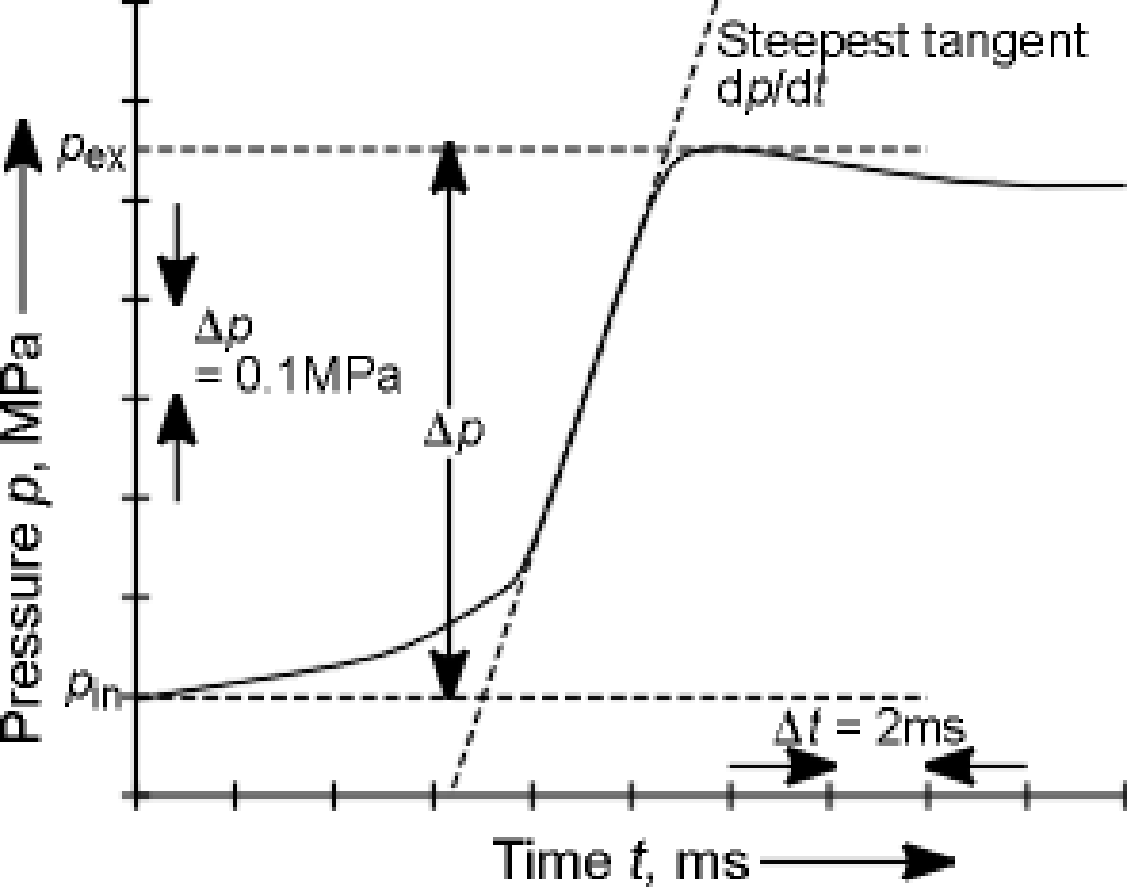 Steepest tangent
dp/dt
pex
Δp
= 0.1MPa
Δp
Pressure p, MPa
pin
Δt = 2ms
Time t, ms